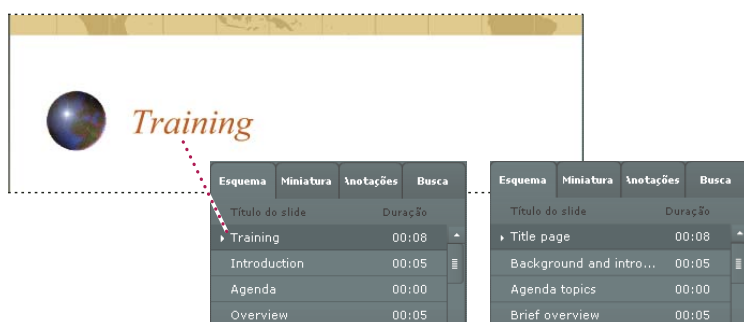 Training
Esquema Miniatura Anotações Busca
Título do slide Duração
Training 00:08
Introduction 00:05
Agenda 00:00
Overview 00:05
Esquema Miniatura Anotações Busca
Título do slide Duração
Title page 00:08
Background and intro... 00:05
Agenda topics 00:00
Brief overview 00:05